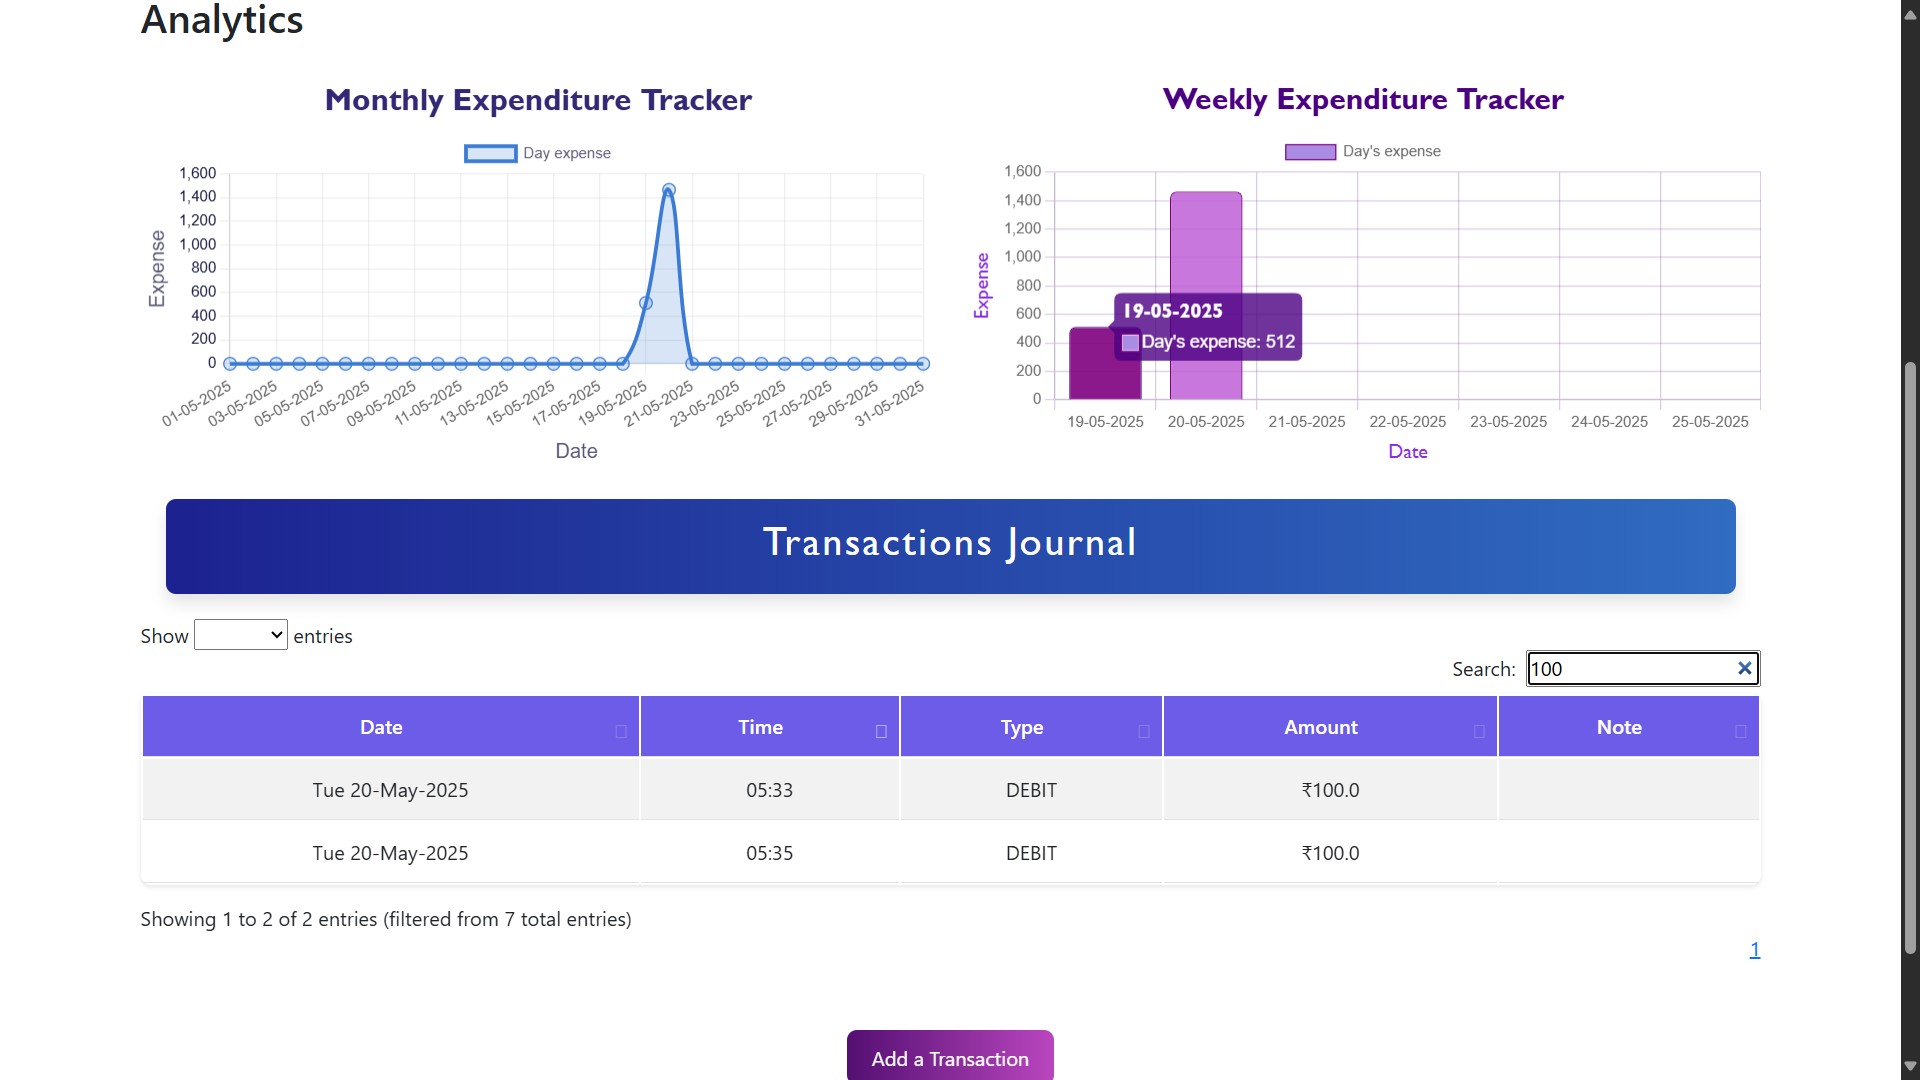 Analytics
Monthly Expenditure Tracker
Day expense
1,600
1,400
1,200
1,000
800
600
400
200
0
Expense
01-05-2025
03-05-2025
05-05-2025
07-05-2025
09-05-2025
11-05-2025
13-05-2025
15-05-2025
17-05-2025
19-05-2025
21-05-2025
23-05-2025
25-05-2025
27-05-2025
29-05-2025
31-05-2025
Date
Weekly Expenditure Tracker
Day's expense
1,600
1,400
1,200
1,000
800
600
400
200
0
Expense
19-05-2025
Day's expense: 512
19-05-2025
20-05-2025
21-05-2025
22-05-2025
23-05-2025
24-05-2025
25-05-2025
Date
Transactions Journal
Show entries
Search: 100
Date Time Type Amount Note
Tue 20-May-2025 05:33 DEBIT ₹100.0
Tue 20-May-2025 05:35 DEBIT ₹100.0
Showing 1 to 2 of 2 entries (filtered from 7 total entries)
1
Add a Transaction